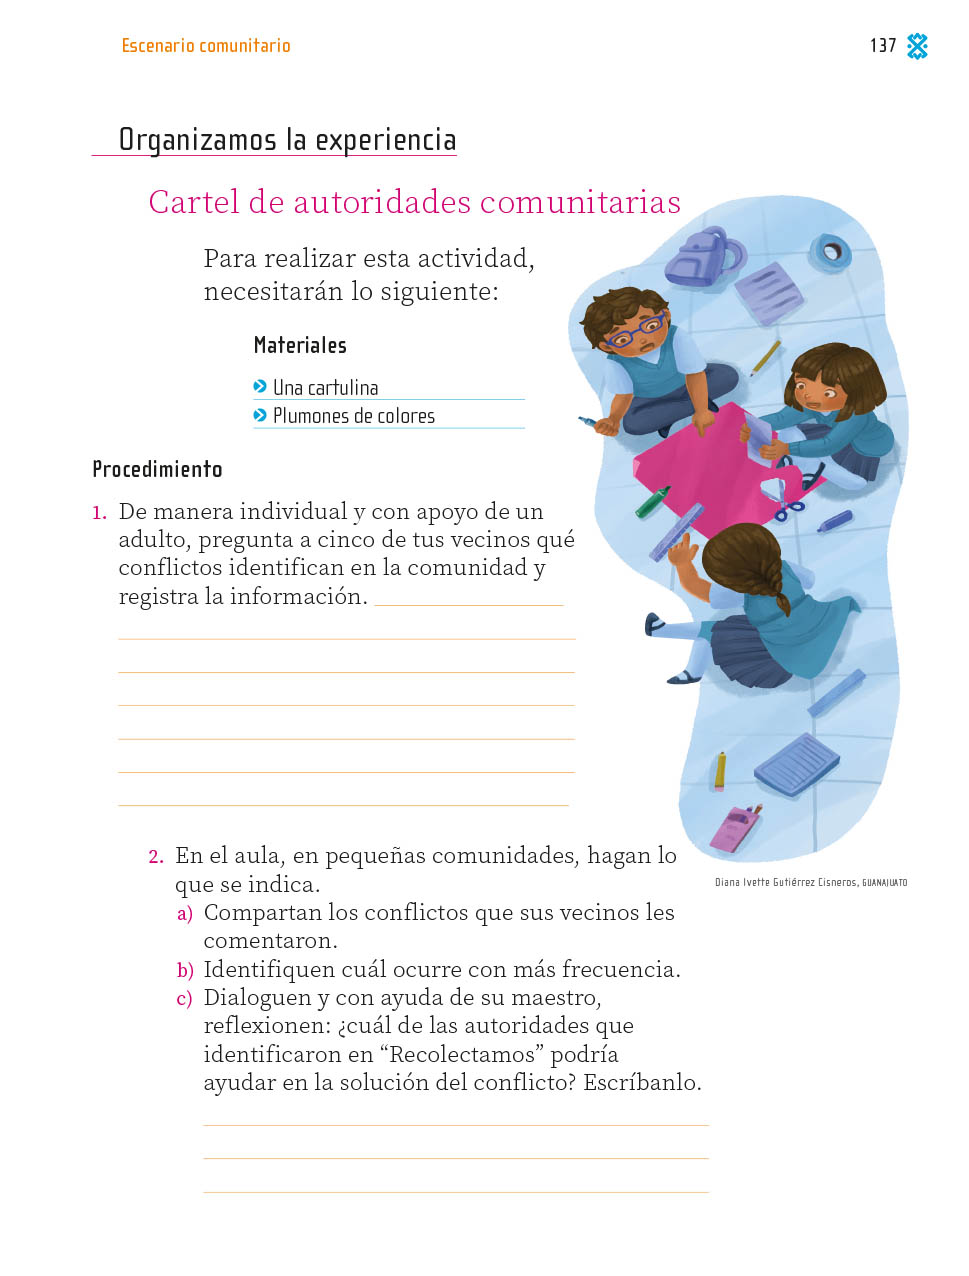 Escenario comunitario
137
Organizamos la experiencia
Cartel de autoridades comunitarias
Para realizar esta actividad,
necesitarán lo siguiente:
Materiales
Una cartulina
Plumones de colores
Procedimiento
1. De manera individual y con apoyo de un
adulto, pregunta a cinco de tus vecinos qué
conflictos identifican en la comunidad y
registra la información.
2. En el aula, en pequeñas comunidades, hagan lo
que se indica.
a) Compartan los conflictos que sus vecinos les
comentaron.
b) Identifiquen cuál ocurre con más frecuencia.
c) Dialoguen y con ayuda de su maestro,
reflexionen: ¿cuál de las autoridades que
identificaron en “Recolectamos” podría
ayudar en la solución del conflicto? Escríbanlo.
Diana Ivette Gutiérrez Cisneros, GUANAJUATO